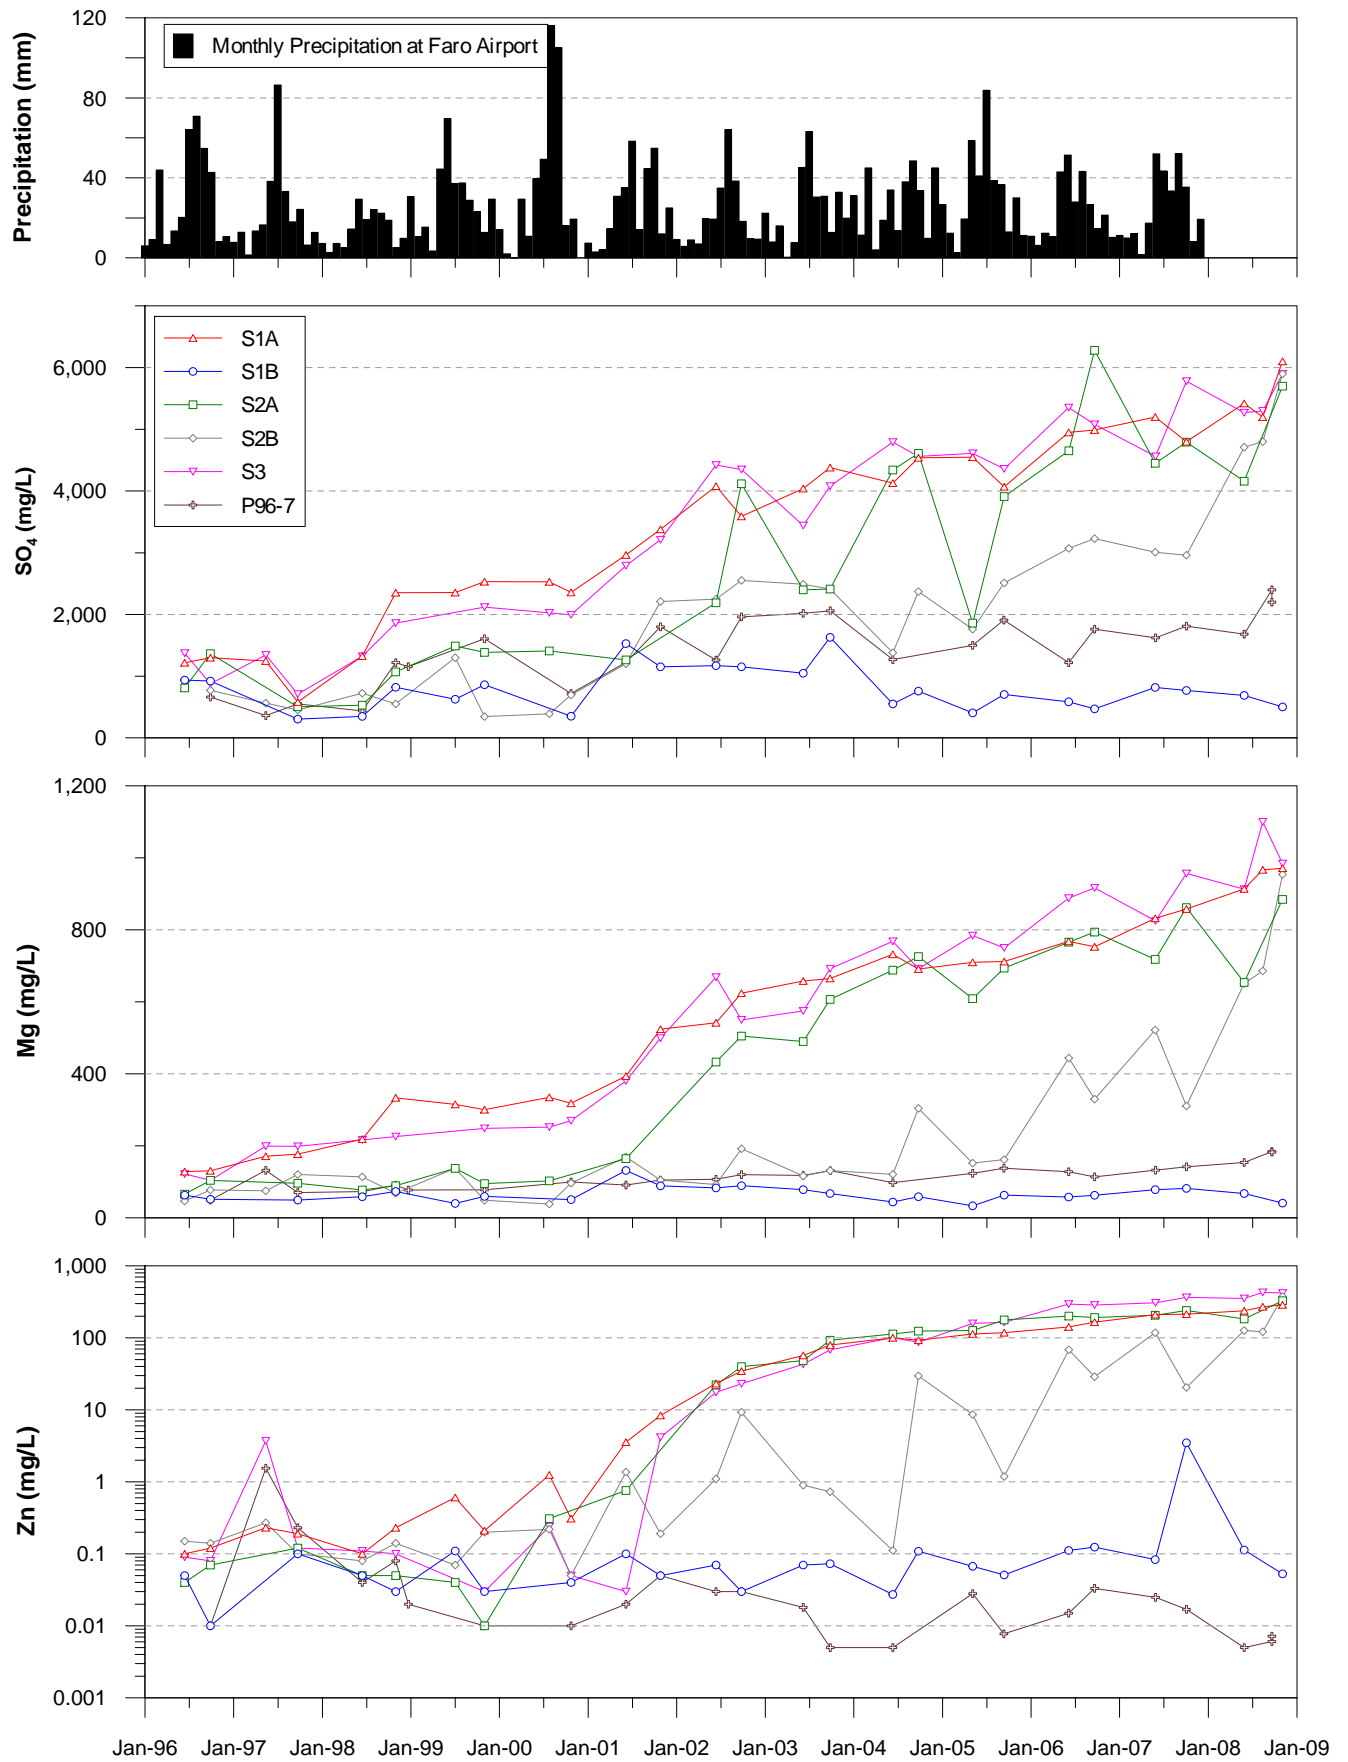 Precipitation (mm)
120
80
40
0
Monthly Precipitation at Faro Airport
SO4 (mg/L)
6,000
4,000
2,000
0
S1A
S1B
S2A
S2B
S3
P96-7
Mg (mg/L)
1,200
800
400
0
Zn (mg/L)
1,000
100
10
1
0.1
0.01
0.001
Jan-96 Jan-97 Jan-98 Jan-99 Jan-00 Jan-01 Jan-02 Jan-03 Jan-04 Jan-05 Jan-06 Jan-07 Jan-08 Jan-09